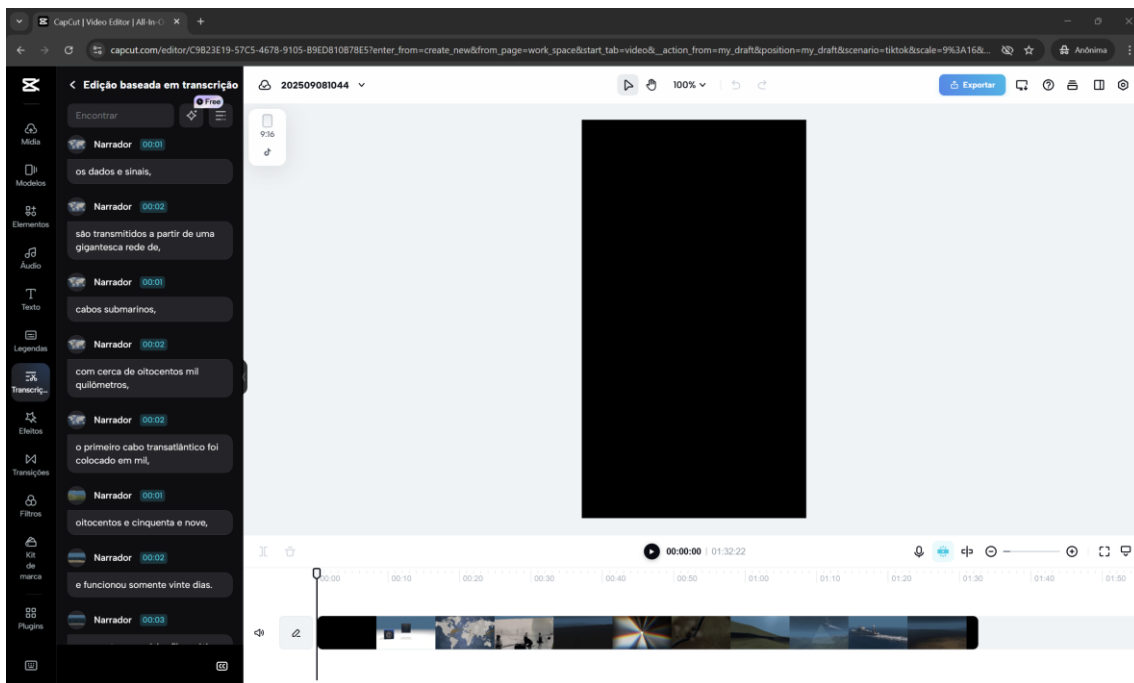 CapCut | Video Editor | All-In-O
capcut.com/editor/C9B23E19-57C5-4678-9105-B9ED810B78E5?enter_from=create_new&from_page=work_space&start_tab=video&__action_from=my_draft&position=my_draft&scenario=tiktok&scale=9%3A16&...
Anônima
Edição baseada em transcrição
202509081044
100%
Exportar
Free
Encontrar
9:16
Mídia
Modelos
Elementos
Áudio
Texto
Legendas
Transcriç...
Efeitos
Transições
Filtros
Kit
de
marca
Plugins
Narrador 00:01
os dados e sinais,
Narrador 00:02
são transmitidos a partir de uma
gigantesca rede de,
Narrador 00:01
cabos submarinos,
Narrador 00:02
com cerca de oitocentos mil
quilômetros,
Narrador 00:02
o primeiro cabo transatlântico foi
colocado em mil,
Narrador 00:01
oitocentos e cinquenta e nove,
Narrador 00:02
e funcionou somente vinte dias.
Narrador 00:03
CC
00:00:00 | 01:32:22
00:00 00:10 00:20 00:30 00:40 00:50 01:00 01:10 01:20 01:30 01:40 01:50